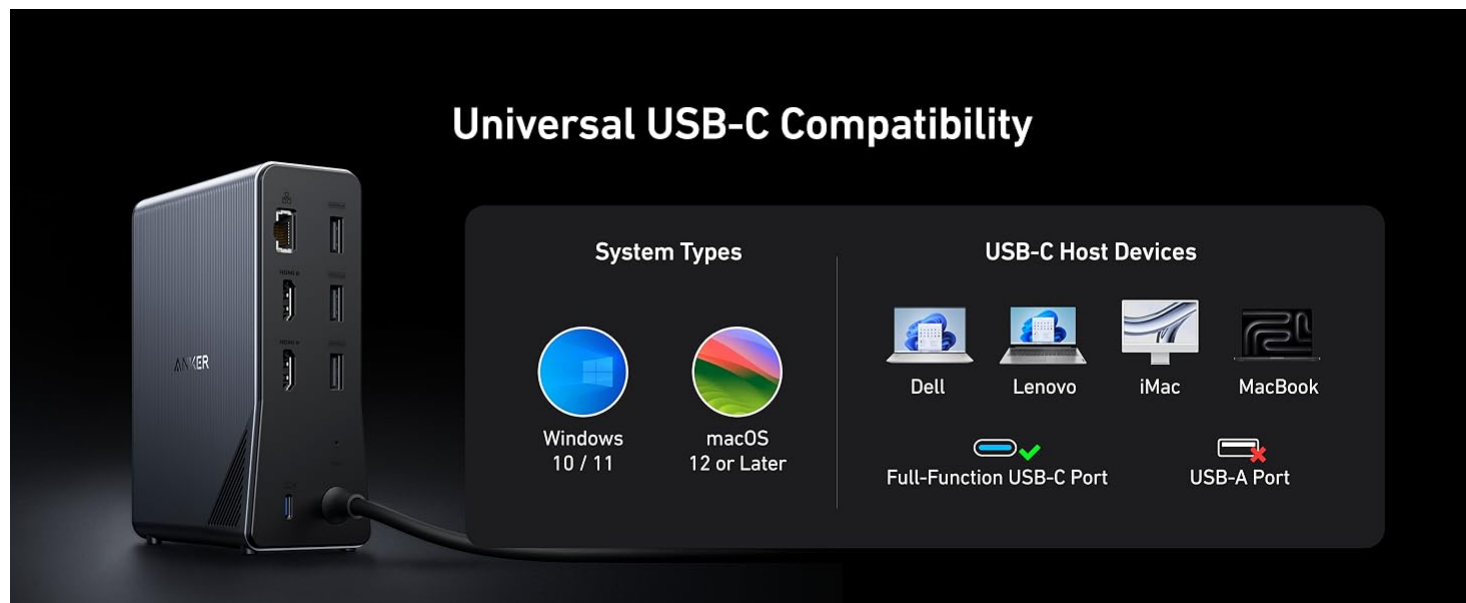 Universal USB-C Compatibility
ANKER
System Types
USB-C Host Devices
Windows
10 / 11
macOS
12 or Later
Dell
Lenovo
iMac
MacBook
Full-Function USB-C Port
USB-A Port